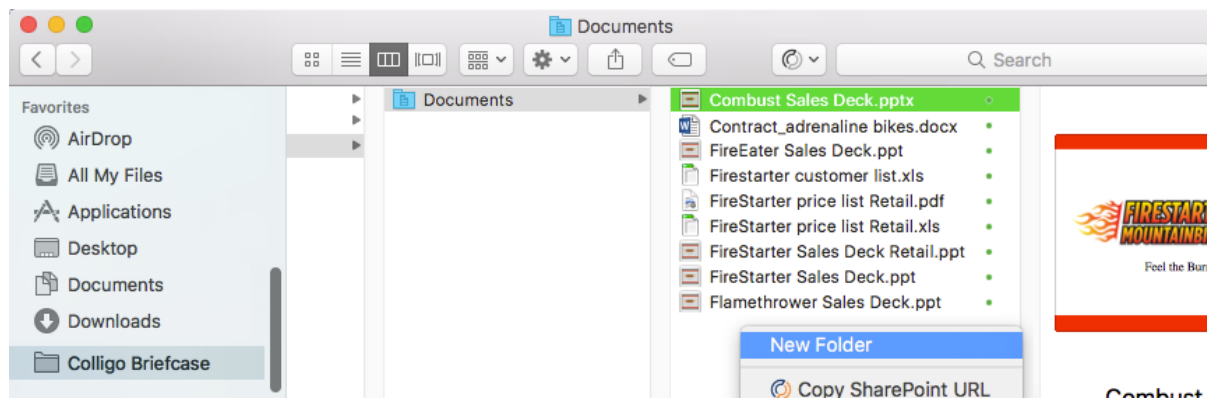 Documents
Search
Favorites
AirDrop
All My Files
Applications
Desktop
Documents
Downloads
Colligo Briefcase
Documents
Combust Sales Deck.pptx
Contract_adrenaline bikes.docx
FireEater Sales Deck.ppt
Firestarter customer list.xls
FireStarter price list Retail.pdf
FireStarter price list Retail.xls
FireStarter Sales Deck Retail.ppt
FireStarter Sales Deck.ppt
Flamethrower Sales Deck.ppt
New Folder
Copy SharePoint URL
FIRESTAR
MOUNTAINB
Feel the Bur
Combust